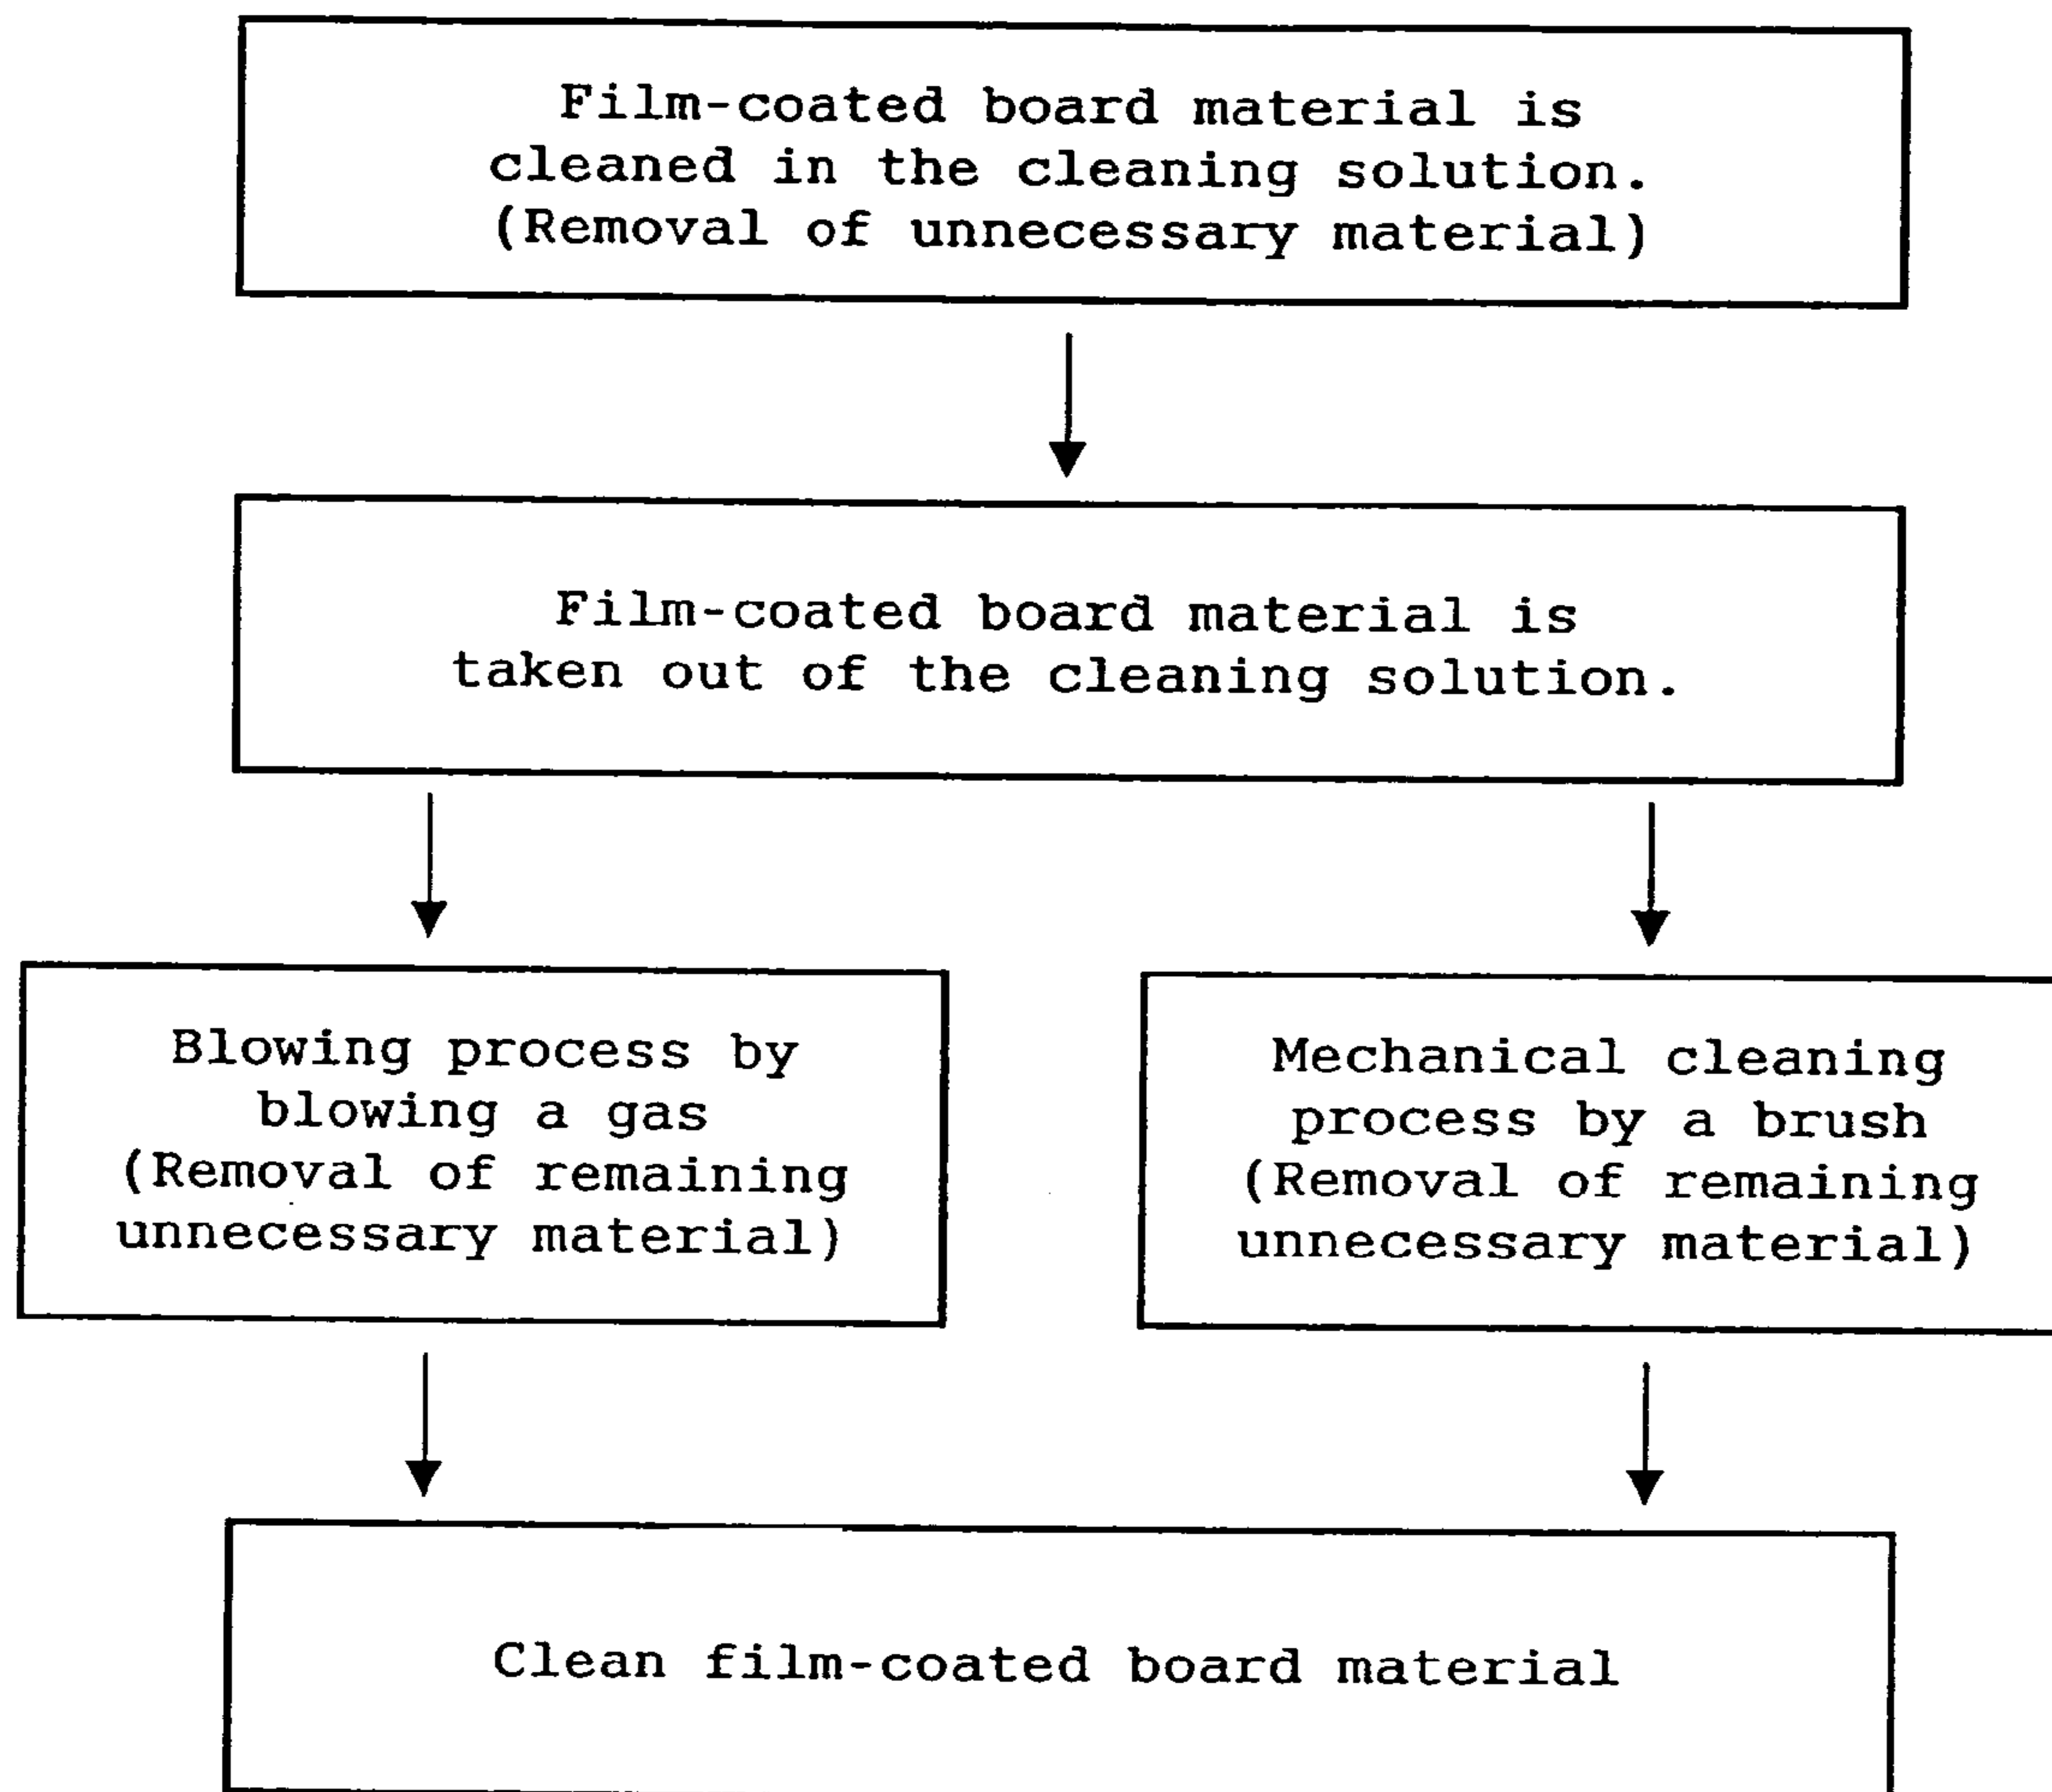 Film-coated board material is
cleaned in the cleaning solution.
(Removal of unnecessary material)
Film-coated board material is
taken out of the cleaning solution.
Blowing process by
blowing a gas
(Removal of remaining
unnecessary material)
Mechanical cleaning
process by a brush
(Removal of remaining
unnecessary material)
Clean film-coated board material